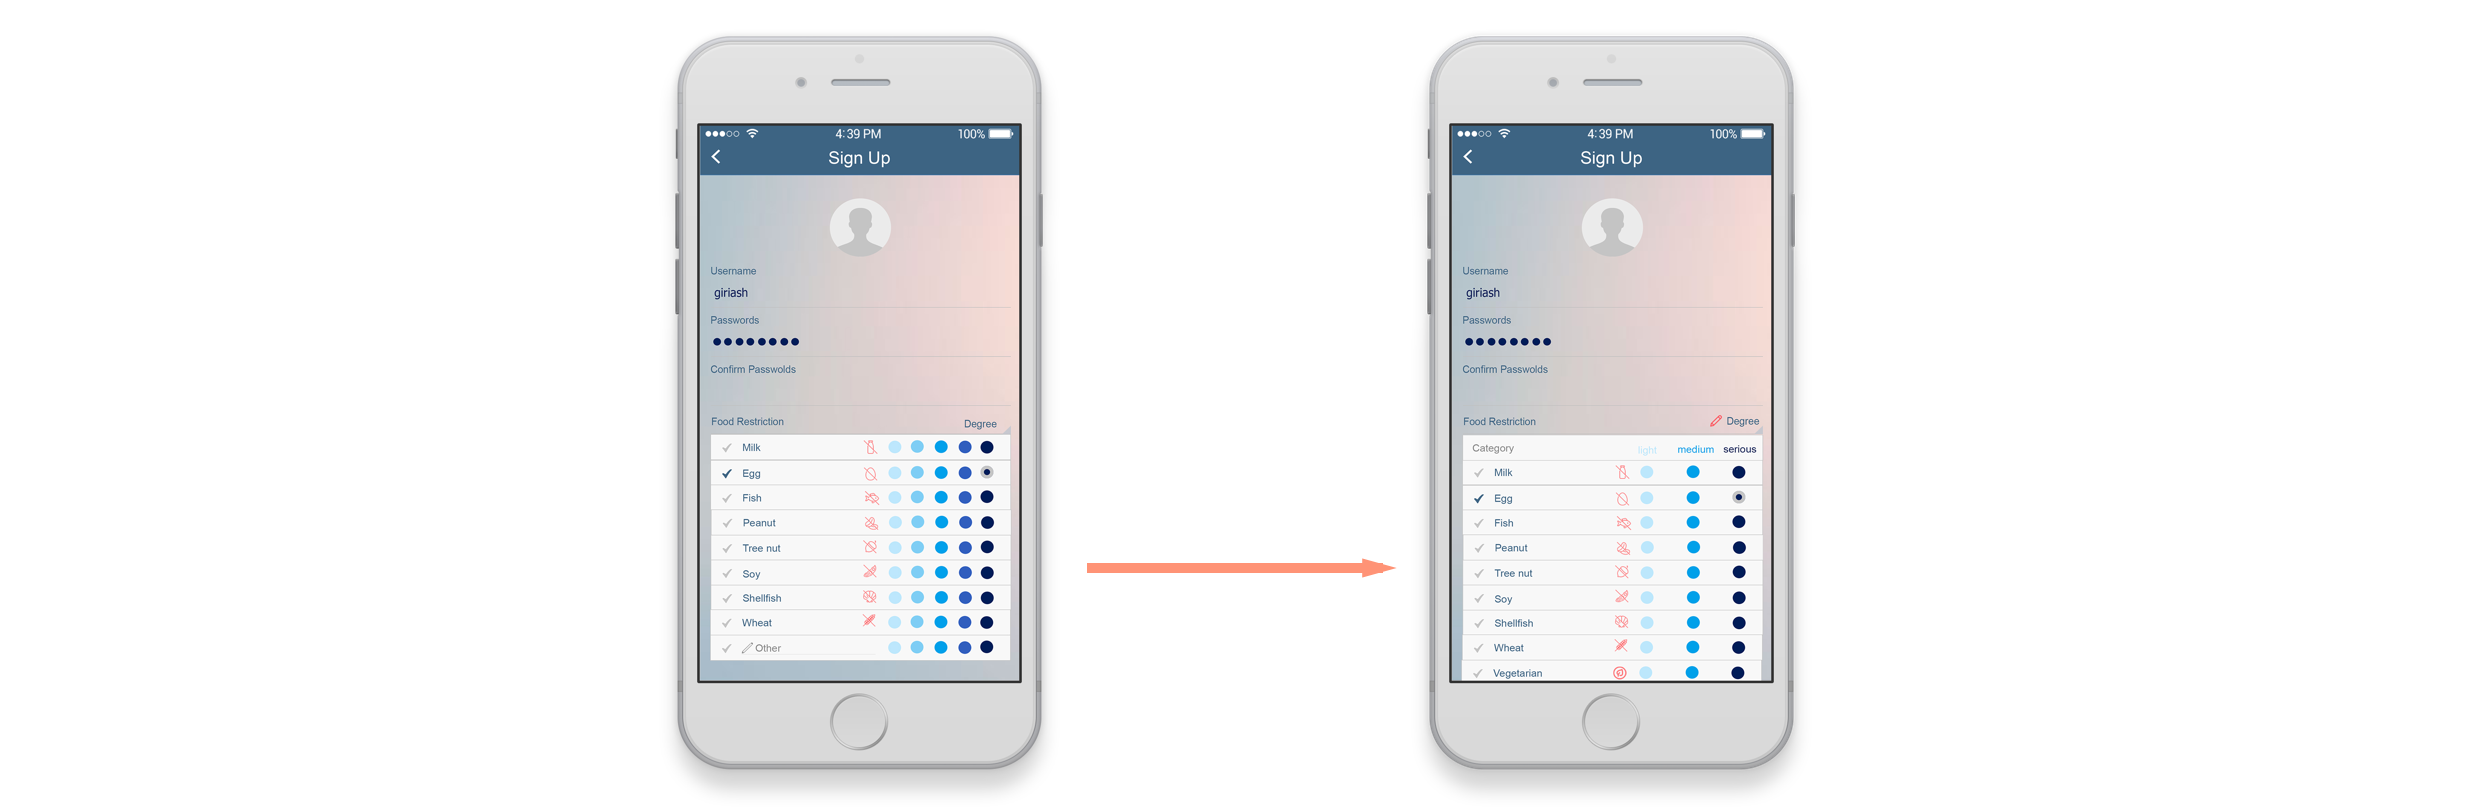 4:39 PM 100%
Sign Up
Username
giriash
Passwords
Confirm Passwolds
Food Restriction Degree
Milk
Egg
Fish
Peanut
Tree nut
Soy
Shellfish
Wheat
Other
4:39 PM 100%
Sign Up
Username
giriash
Passwords
Confirm Passwolds
Food Restriction Degree
Category light medium serious
Milk
Egg
Fish
Peanut
Tree nut
Soy
Shellfish
Wheat
Vegetarian